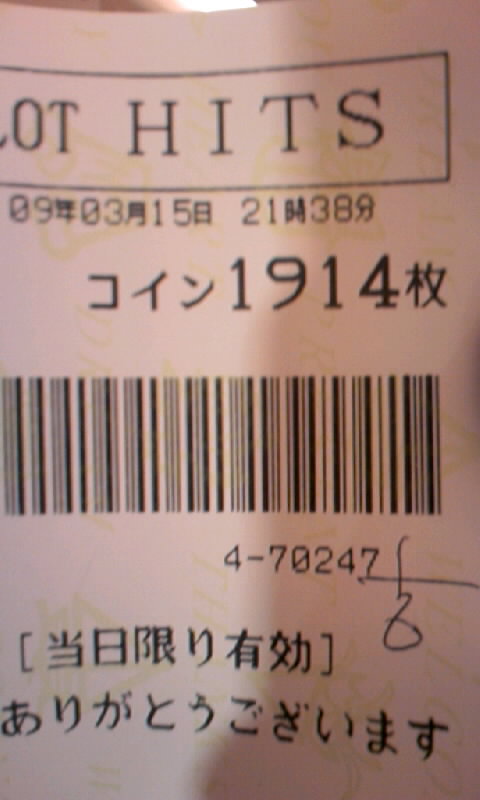 LOT HITS
09年03月15日 21時38分
コイン1914枚
4-70247
[当日限り有効]
ありがとうございます